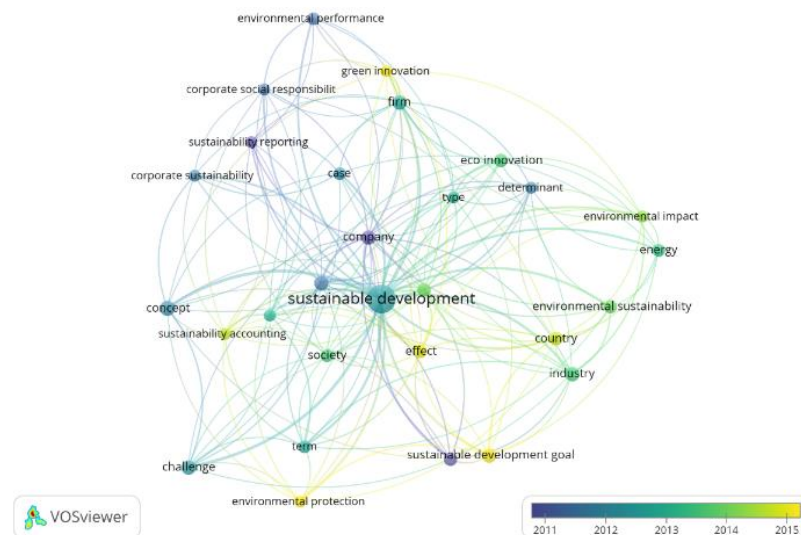 environmental performance
green innovation
corporate social responsibilit
firm
sustainability reporting
eco innovation
corporate sustainability
case
determinant
type
environmental impact
company
energy
sustainable development
concept
environmental sustainability
sustainability accounting
country
society
effect
industry
term
sustainable development goal
challenge
environmental protection
VOSviewer
2011 2012 2013 2014 2015